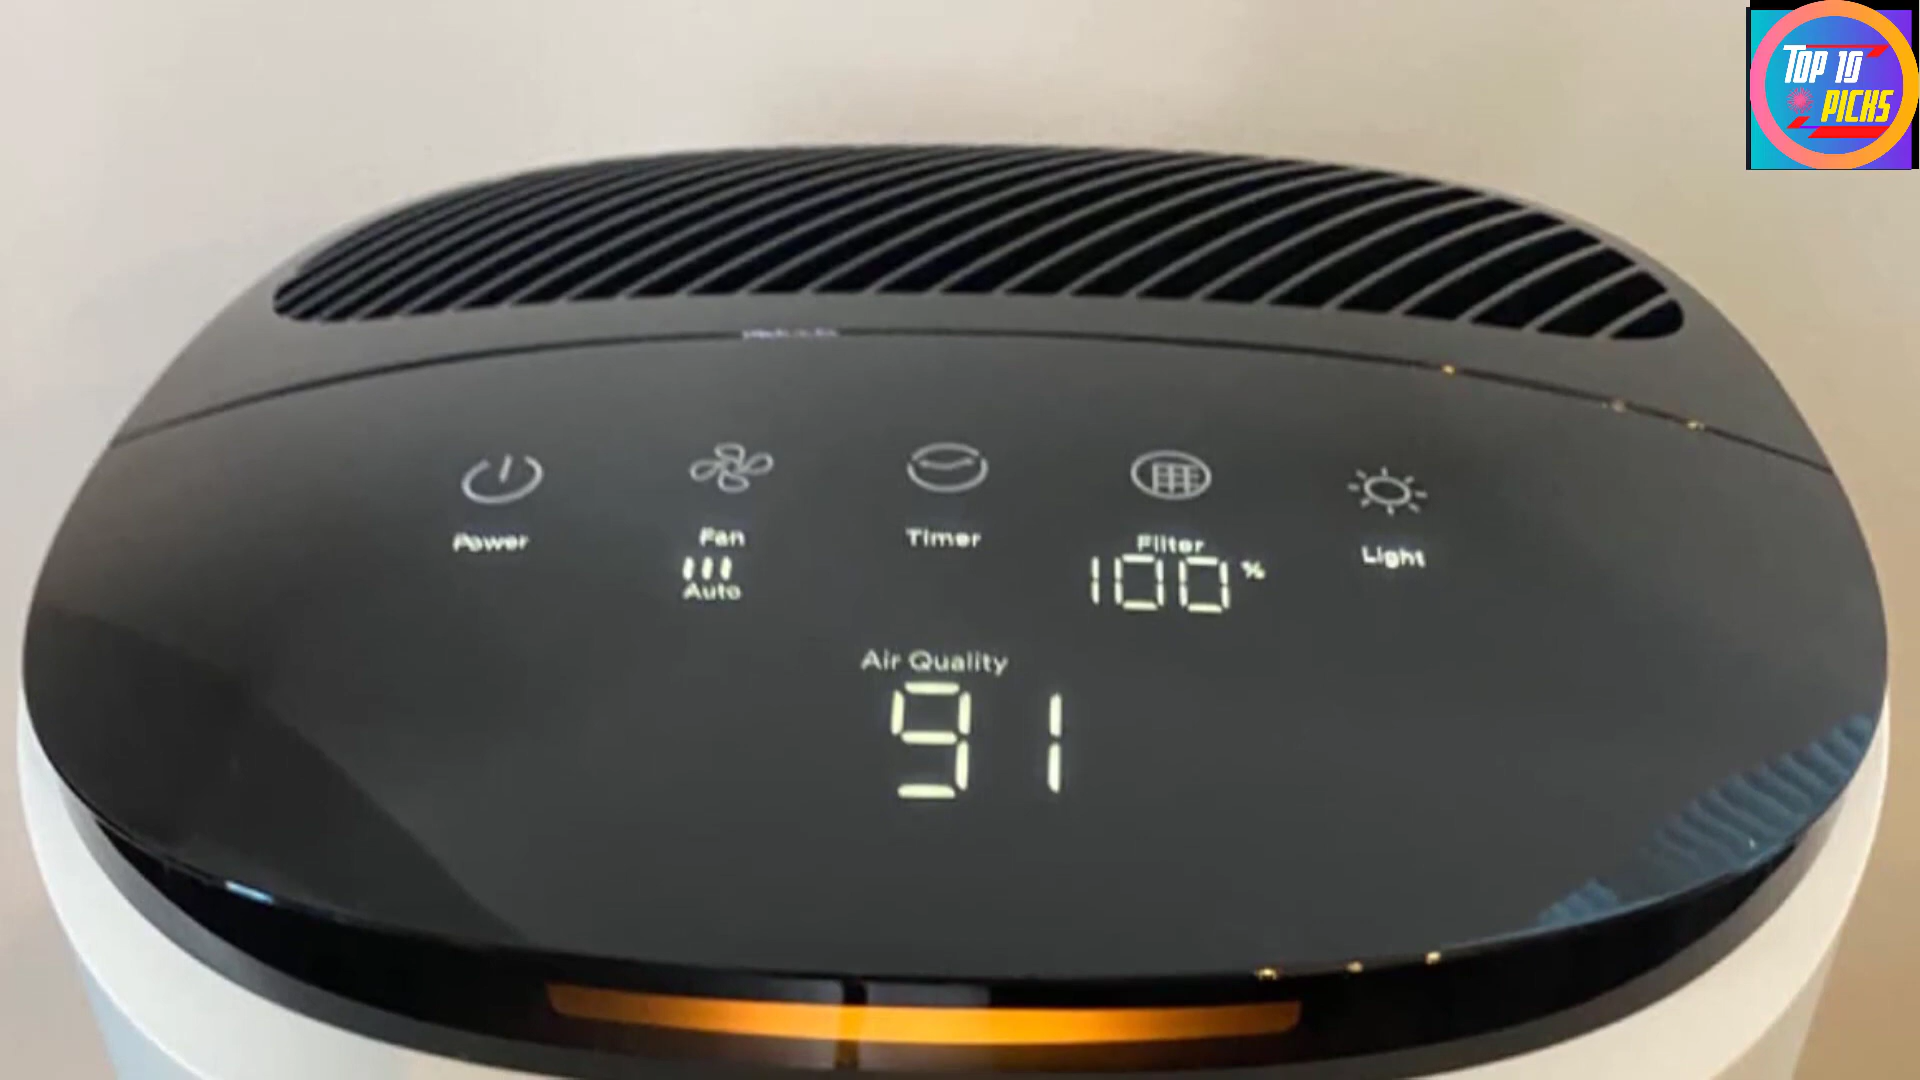 TOP 10
PICKS
Power
Fan
Timer
Filter
Light
Auto
100%
Air Quality
91